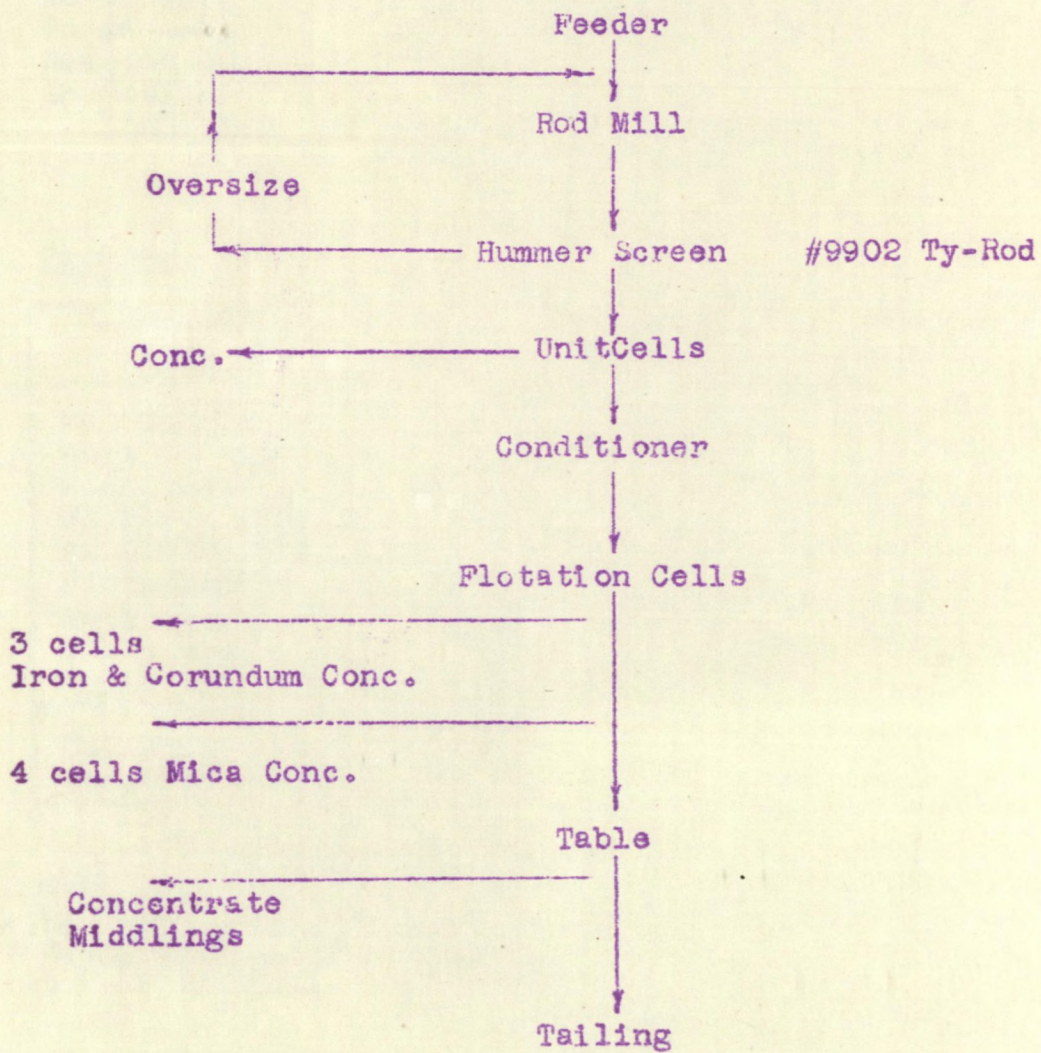 Feeder
Rod Mill
Oversize
Hummer Screen #9902 Ty-Rod
Conc. UnitCells
Conditioner
Flotation Cells
3 cells
Iron & Corundum Conc.
4 cells Mica Conc.
Table
Concentrate
Middlings
Tailing